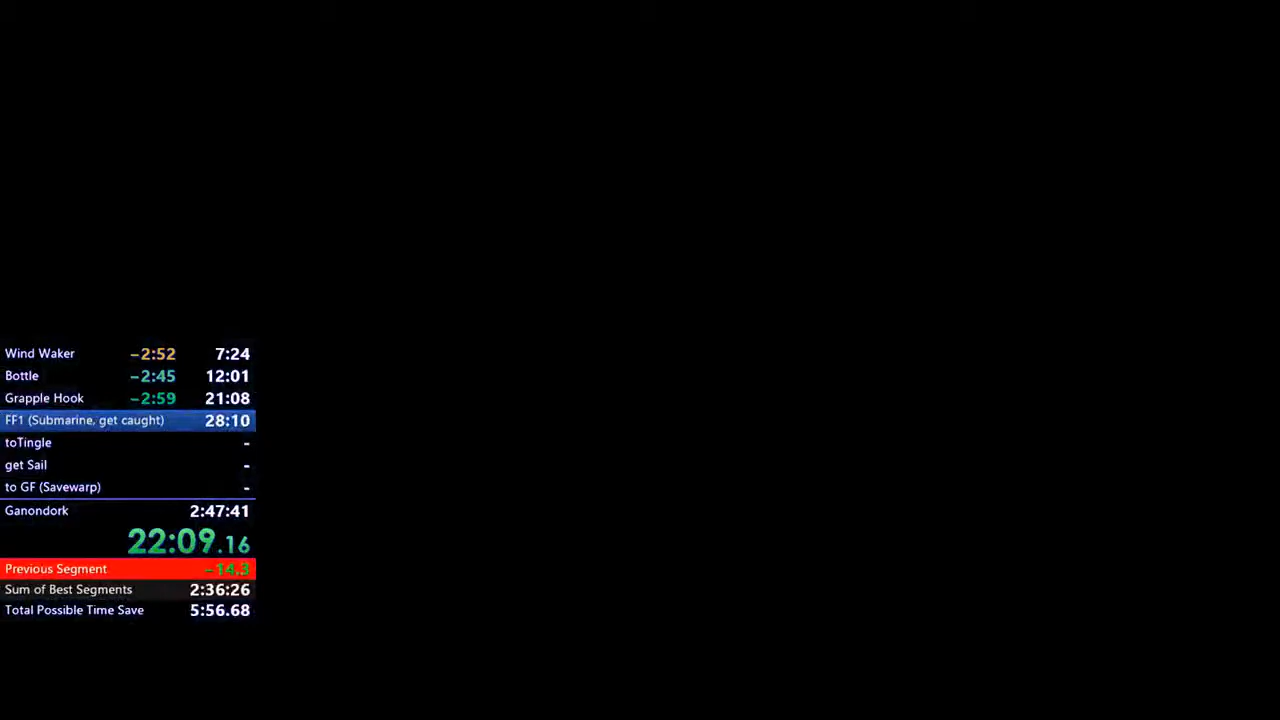 Wind Waker −2:52 7:24
Bottle −2:45 12:01
Grapple Hook −2:59 21:08
FF1 (Submarine, get caught) 28:10
toTingle -
get Sail -
to GF (Savewarp) -
Ganondork 2:47:41
22:09.16
Previous Segment −14.3
Sum of Best Segments 2:36:26
Total Possible Time Save 5:56.68